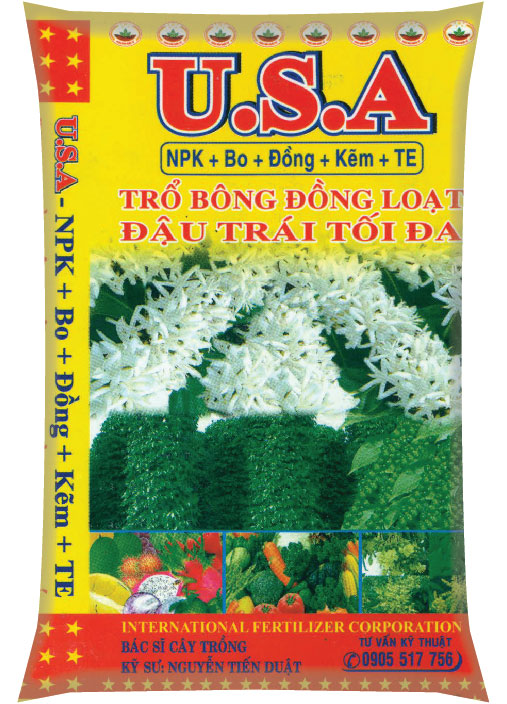 U.S.A
NPK + Bo + Đồng + Kẽm + TE
TRỔ BÔNG ĐỒNG LOẠT
ĐẬU TRÁI TỐI ĐA
U.S.A - NPK + Bo + Đồng + Kẽm + TE
INTERNATIONAL FERTILIZER CORPORATION
BÁC SĨ CÂY TRỒNG
KỸ SƯ: NGUYỄN TIẾN DUẬT
TƯ VẤN KỸ THUẬT
0905 517 756